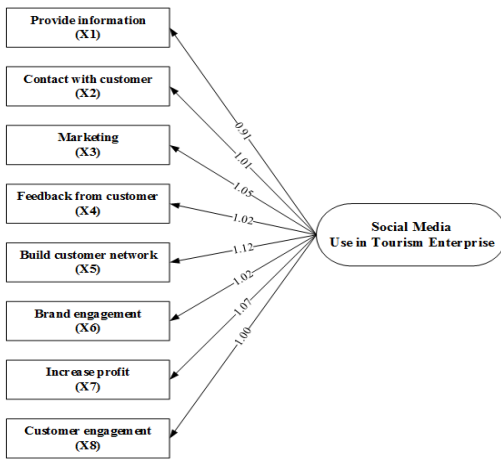 Provide information
(X1)
Contact with customer
(X2)
Marketing
(X3)
Feedback from customer
(X4)
Build customer network
(X5)
Brand engagement
(X6)
Increase profit
(X7)
Customer engagement
(X8)
0.91
1.01
1.05
1.02
1.12
1.02
1.07
1.00
Social Media
Use in Tourism Enterprise